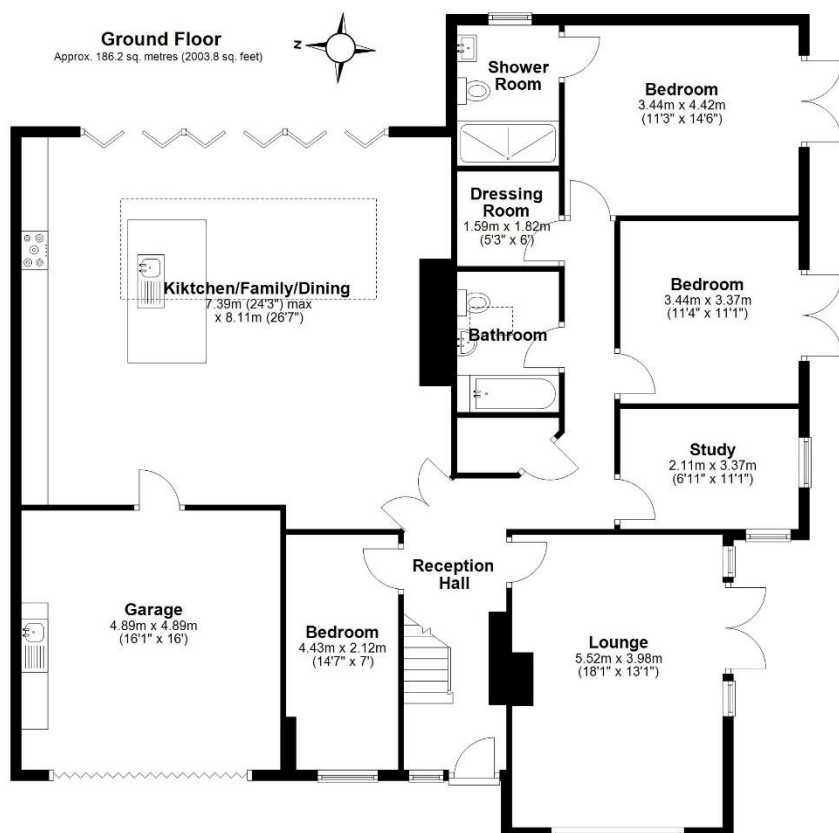 Ground Floor
Approx. 186.2 sq. metres (2003.8 sq. feet)
z
Shower
Room
Bedroom
3.44m x 4.42m
(11'3" x 14'6")
Dressing
Room
1.59m x 1.82m
(5'3" x 6')
Kiktchen/Family/Dining
7.39m (24'3") max
x 8.11m (26'7")
Bedroom
3.44m x 3.37m
(11'4" x 11'1")
Bathroom
Study
2.11m x 3.37m
(6'11" x 11'1")
Reception
Hall
Garage
4.89m x 4.89m
(16'1" x 16')
Bedroom
4.43m x 2.12m
(14'7" x 7')
Lounge
5.52m x 3.98m
(18'1" x 13'1")